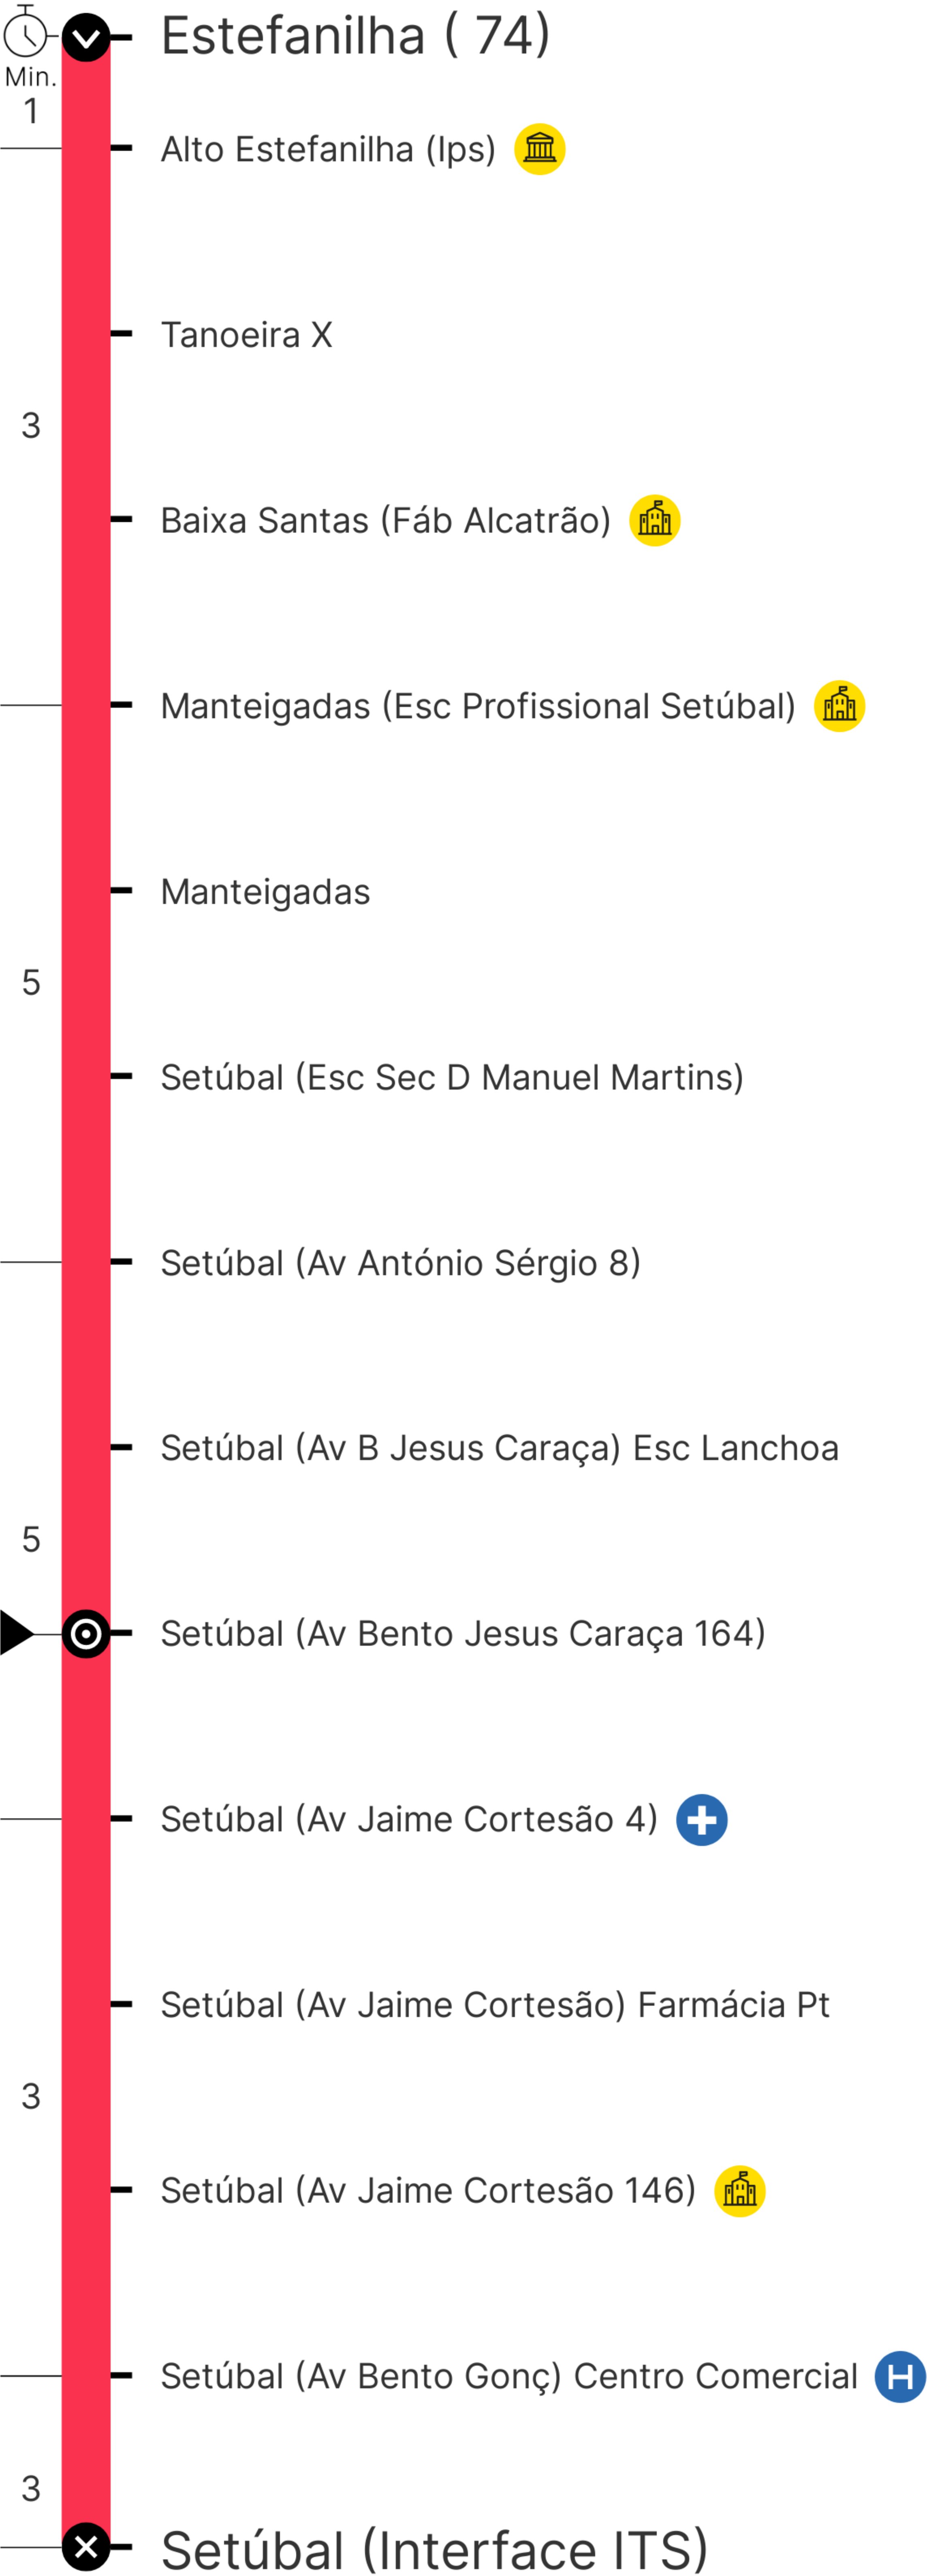 Estefanilha ( 74)
Min.
1
Alto Estefanilha (Ips)
Tanoeira X
3
Baixa Santas (Fáb Alcatrão)
Manteigadas (Esc Profissional Setúbal)
Manteigadas
5
Setúbal (Esc Sec D Manuel Martins)
Setúbal (Av António Sérgio 8)
Setúbal (Av B Jesus Caraça) Esc Lanchoa
5
Setúbal (Av Bento Jesus Caraça 164)
Setúbal (Av Jaime Cortesão 4)
Setúbal (Av Jaime Cortesão) Farmácia Pt
3
Setúbal (Av Jaime Cortesão 146)
Setúbal (Av Bento Gonç) Centro Comercial H
3
Setúbal (Interface ITS)